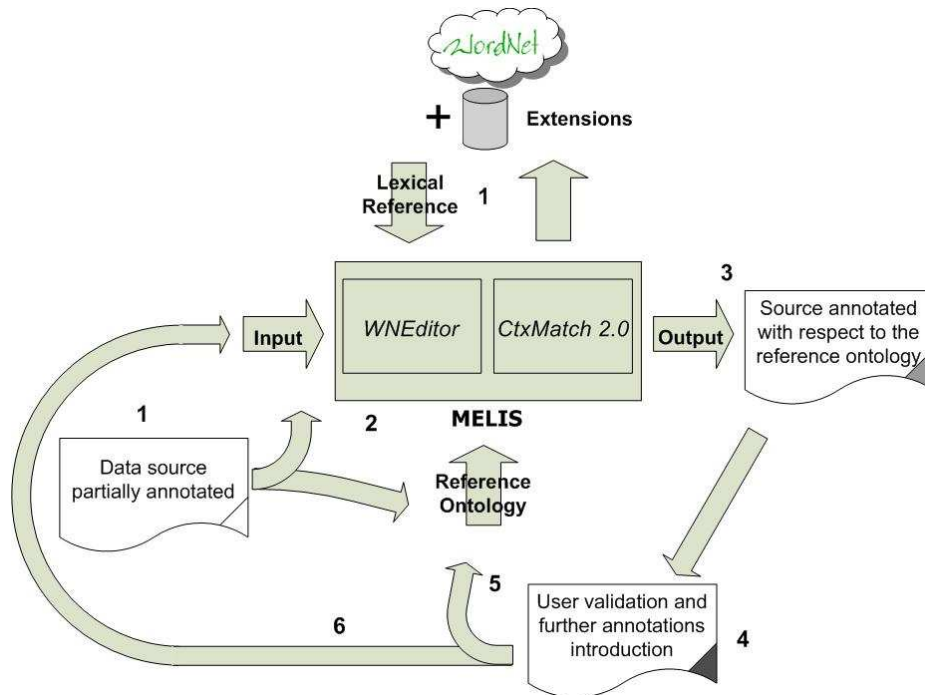 WordNet
+
Extensions
Lexical
Reference
1
3
Input
WNEditor
CtxMatch 2.0
Output
Source annotated
with respect to the
reference ontology
1
2
MELIS
Data source
partially annotated
Reference
Ontology
5
User validation and
further annotations
introduction
4
6